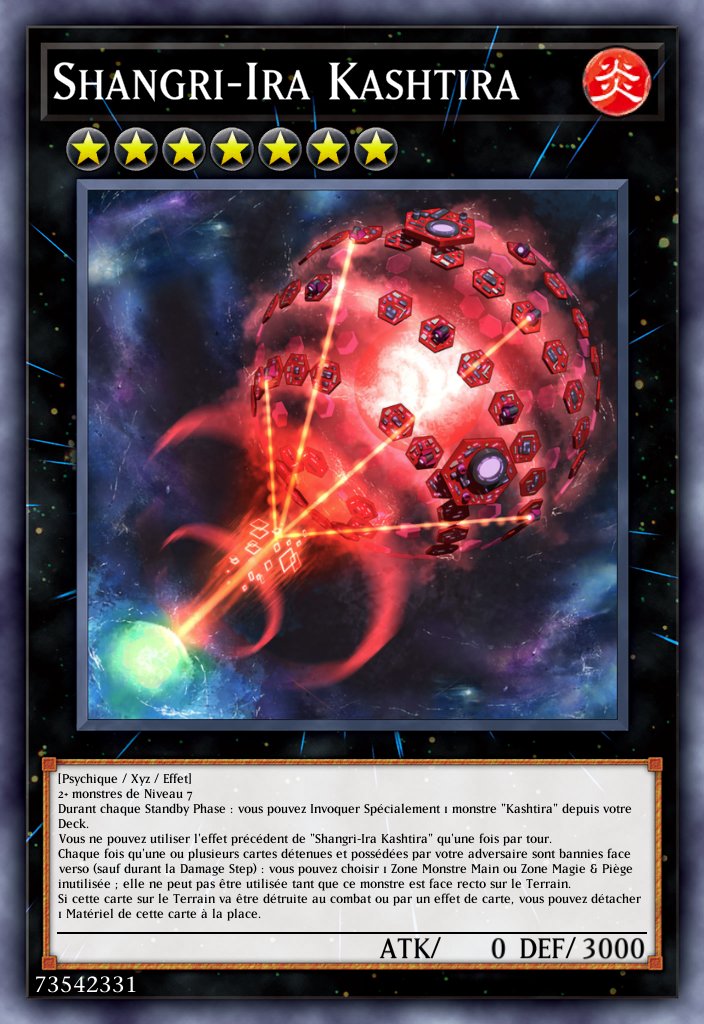 Shangri-Ira Kashtira
炎
[Psychique / Xyz / Effet]
2+ monstres de Niveau 7
Durant chaque Standby Phase : vous pouvez Invoquer Spécialement 1 monstre "Kashtira" depuis votre
Deck.
Vous ne pouvez utiliser l'effet précédent de "Shangri-Ira Kashtira" qu'une fois par tour.
Chaque fois qu'une ou plusieurs cartes détenues et possédées par votre adversaire sont bannies face
verso (sauf durant la Damage Step) : vous pouvez choisir 1 Zone Monstre Main ou Zone Magie & Piège
inutilisée ; elle ne peut pas être utilisée tant que ce monstre est face recto sur le Terrain.
Si cette carte sur le Terrain va être détruite au combat ou par un effet de carte, vous pouvez détacher
1 Matériel de cette carte à la place.
ATK/ 0 DEF/ 3000
73542331